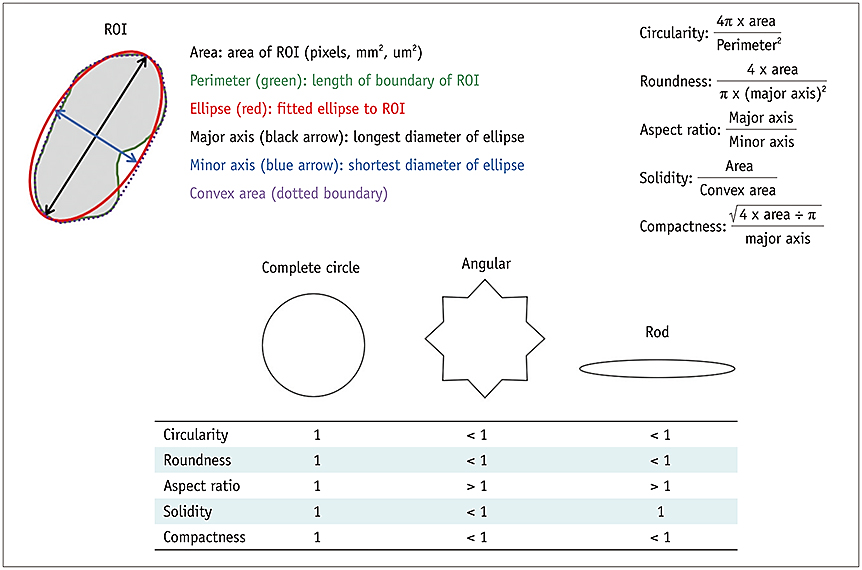 ROI
Area: area of ROI (pixels, mm², um²)
Perimeter (green): length of boundary of ROI
Ellipse (red): fitted ellipse to ROI
Major axis (black arrow): longest diameter of ellipse
Minor axis (blue arrow): shortest diameter of ellipse
Convex area (dotted boundary)
Circularity: 4π x area
Perimeter²
Roundness: 4 x area
π x (major axis)²
Aspect ratio: Major axis
Minor axis
Solidity: Area
Convex area
Compactness: √4 x area ÷ π
major axis
Complete circle
Angular
Rod
Circularity 1 < 1 < 1
Roundness 1 < 1 < 1
Aspect ratio 1 > 1 > 1
Solidity 1 < 1 1
Compactness 1 < 1 < 1